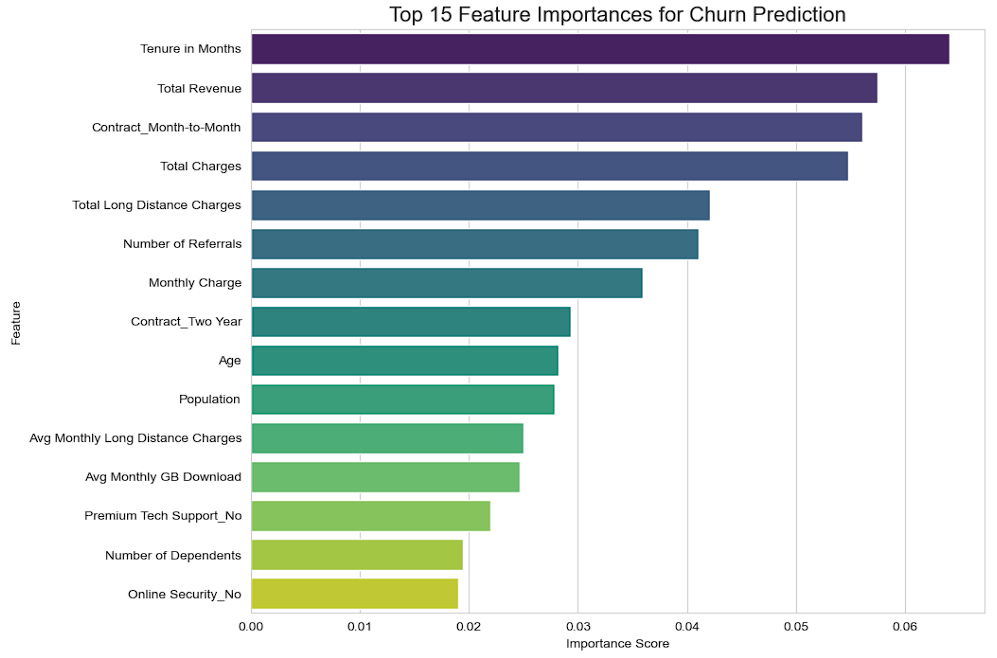 Top 15 Feature Importances for Churn Prediction
Tenure in Months
Total Revenue
Contract_Month-to-Month
Total Charges
Total Long Distance Charges
Number of Referrals
Monthly Charge
Contract_Two Year
Age
Population
Avg Monthly Long Distance Charges
Avg Monthly GB Download
Premium Tech Support_No
Number of Dependents
Online Security_No
Feature
0.00 0.01 0.02 0.03 0.04 0.05 0.06
Importance Score